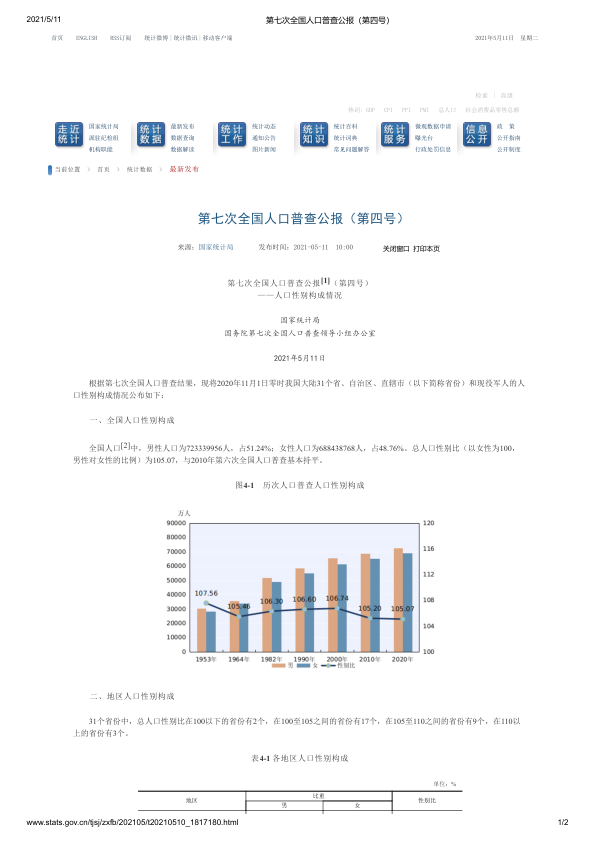 2021/5/11 第七次全国人口普查公报（第四号）
首页 ENGLISH RSS订阅 统计微博 | 统计微讯 | 移动客户端 2021年5月11日 星期二
检索 | 高级
热词：GDP CPI PPI PMI 总人口 社会消费品零售总额
走近统计 国家统计局 派驻纪检组 机构职能
统计数据 最新发布 数据查询 数据解读
统计工作 统计动态 通知公告 图片新闻
统计知识 统计百科 统计词典 常见问题解答
统计服务 微观数据申请 曝光台 行政处罚信息
信息公开 政 策 公开指南 公开制度
当前位置 > 首页 > 统计数据 > 最新发布
第七次全国人口普查公报（第四号）
来源：国家统计局 发布时间：2021-05-11 10:00 关闭窗口 打印本页
第七次全国人口普查公报[1]（第四号）
——人口性别构成情况
国家统计局
国务院第七次全国人口普查领导小组办公室
2021年5月11日
根据第七次全国人口普查结果，现将2020年11月1日零时我国大陆31个省、自治区、直辖市（以下简称省份）和现役军人的人
口性别构成情况公布如下：
一、全国人口性别构成
全国人口[2]中，男性人口为723339956人，占51.24%；女性人口为688438768人，占48.76%。总人口性别比（以女性为100，
男性对女性的比例）为105.07，与2010年第六次全国人口普查基本持平。
图4-1 历次人口普查人口性别构成
万人
90000 120
80000
70000 116
60000
50000 112
40000
30000 108
20000 104
10000
0 100
107.56 105.46 106.30 106.60 106.74 105.20 105.07
1953年 1964年 1982年 1990年 2000年 2010年 2020年
男 女 性别比
二、地区人口性别构成
31个省份中，总人口性别比在100以下的省份有2个，在100至105之间的省份有17个，在105至110之间的省份有9个，在110以
上的省份有3个。
表4-1 各地区人口性别构成
单位：%
地区 比重 性别比
男 女
www.stats.gov.cn/tjsj/zxfb/202105/t20210510_1817180.html 1/2